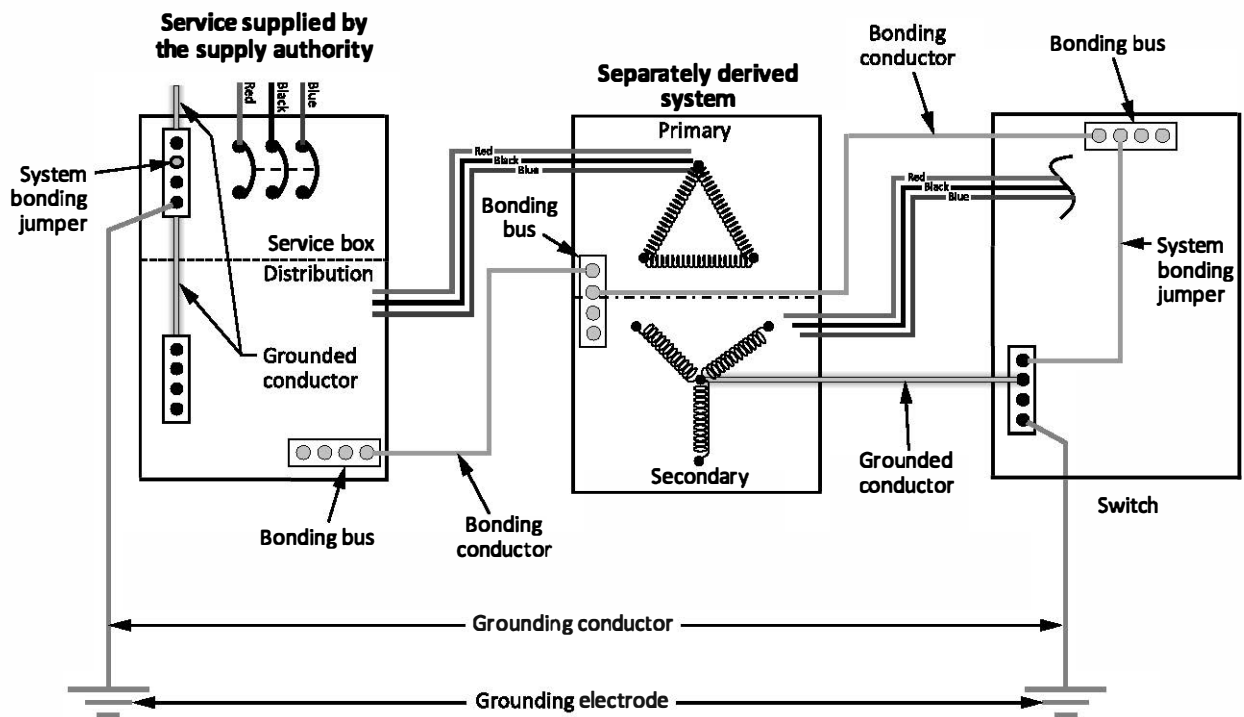 Service supplied by
the supply authority
Red
Black
Blue
System
bonding
jumper
Service box
Distribution
Grounded
conductor
Bonding bus
Bonding
conductor
Separately derived
system
Primary
Red
Black
Blue
Bonding
bus
Secondary
Bonding
conductor
Bonding bus
Red
Black
Blue
System
bonding
jumper
Grounded
conductor
Switch
Grounding conductor
Grounding electrode